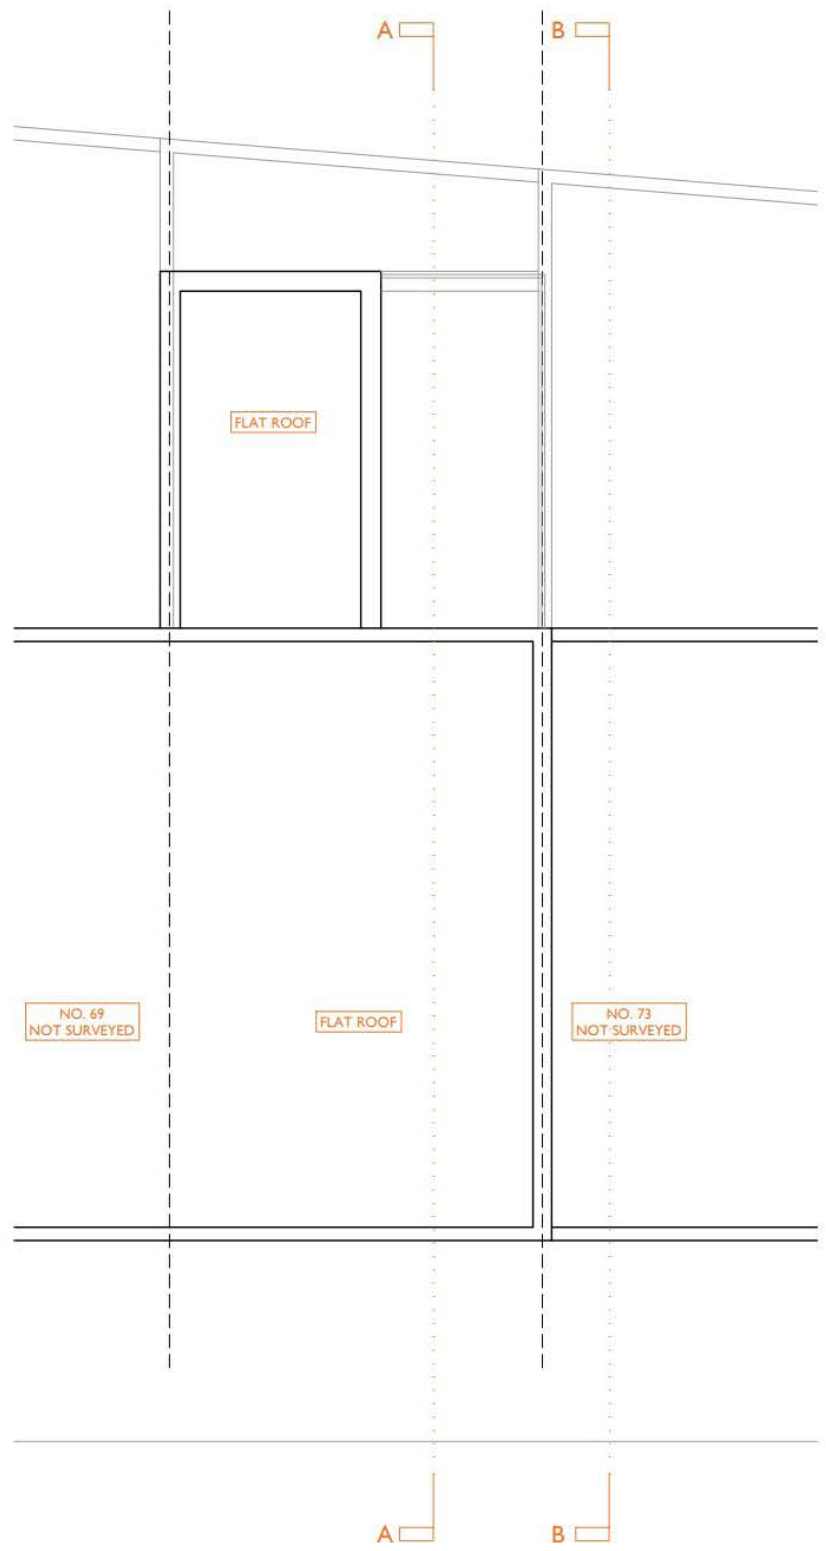 A
B
FLAT ROOF
NO. 69
NOT SURVEYED
FLAT ROOF
NO. 73
NOT SURVEYED
A
B